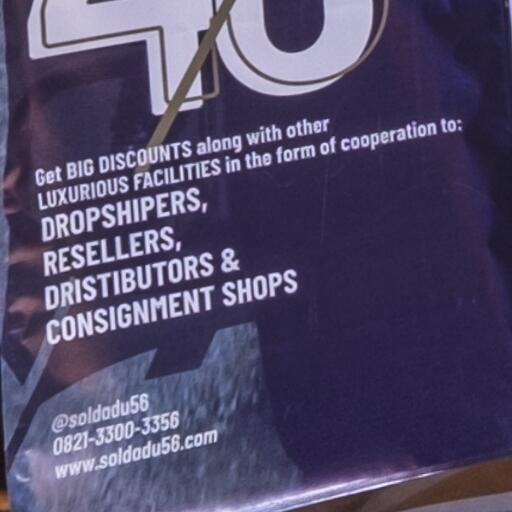 40
Get BIG DISCOUNTS along with other
LUXURIOUS FACILITIES in the form of cooperation to:
DROPSHIPERS,
RESELLERS,
DRISTIBUTORS &
CONSIGNMENT SHOPS
@soldadu56
0821-3300-3356
www.soldadu56.com